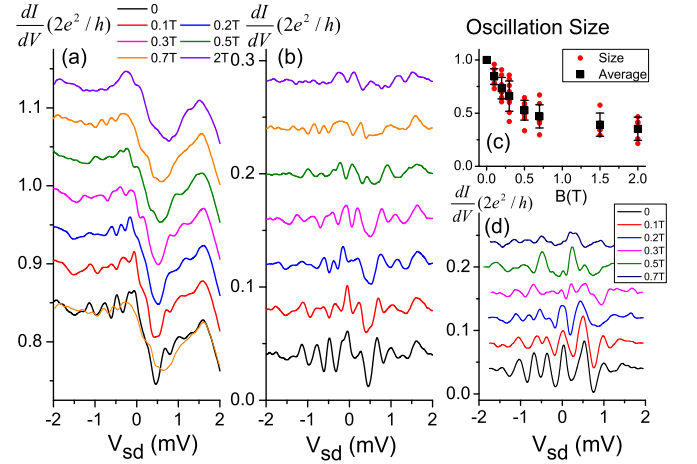 dI/dV (2e²/h)
0
0.1T 0.2T
0.3T 0.5T
0.7T 2T
(a)
1.1
1.0
0.9
0.8
-2 -1 0 1 2
V_sd (mV)
dI/dV (2e²/h)
(b)
0.3
0.2
0.1
0.0
-2 -1 0 1 2
V_sd (mV)
Oscillation Size
Size
Average
(c)
1.0
0.5
0.0
0.0 0.5 1.0 1.5 2.0
B(T)
dI/dV (2e²/h)
(d)
0
0.1T
0.2T
0.3T
0.5T
0.7T
0.2
0.1
0.0
-2 -1 0 1 2
V_sd (mV)